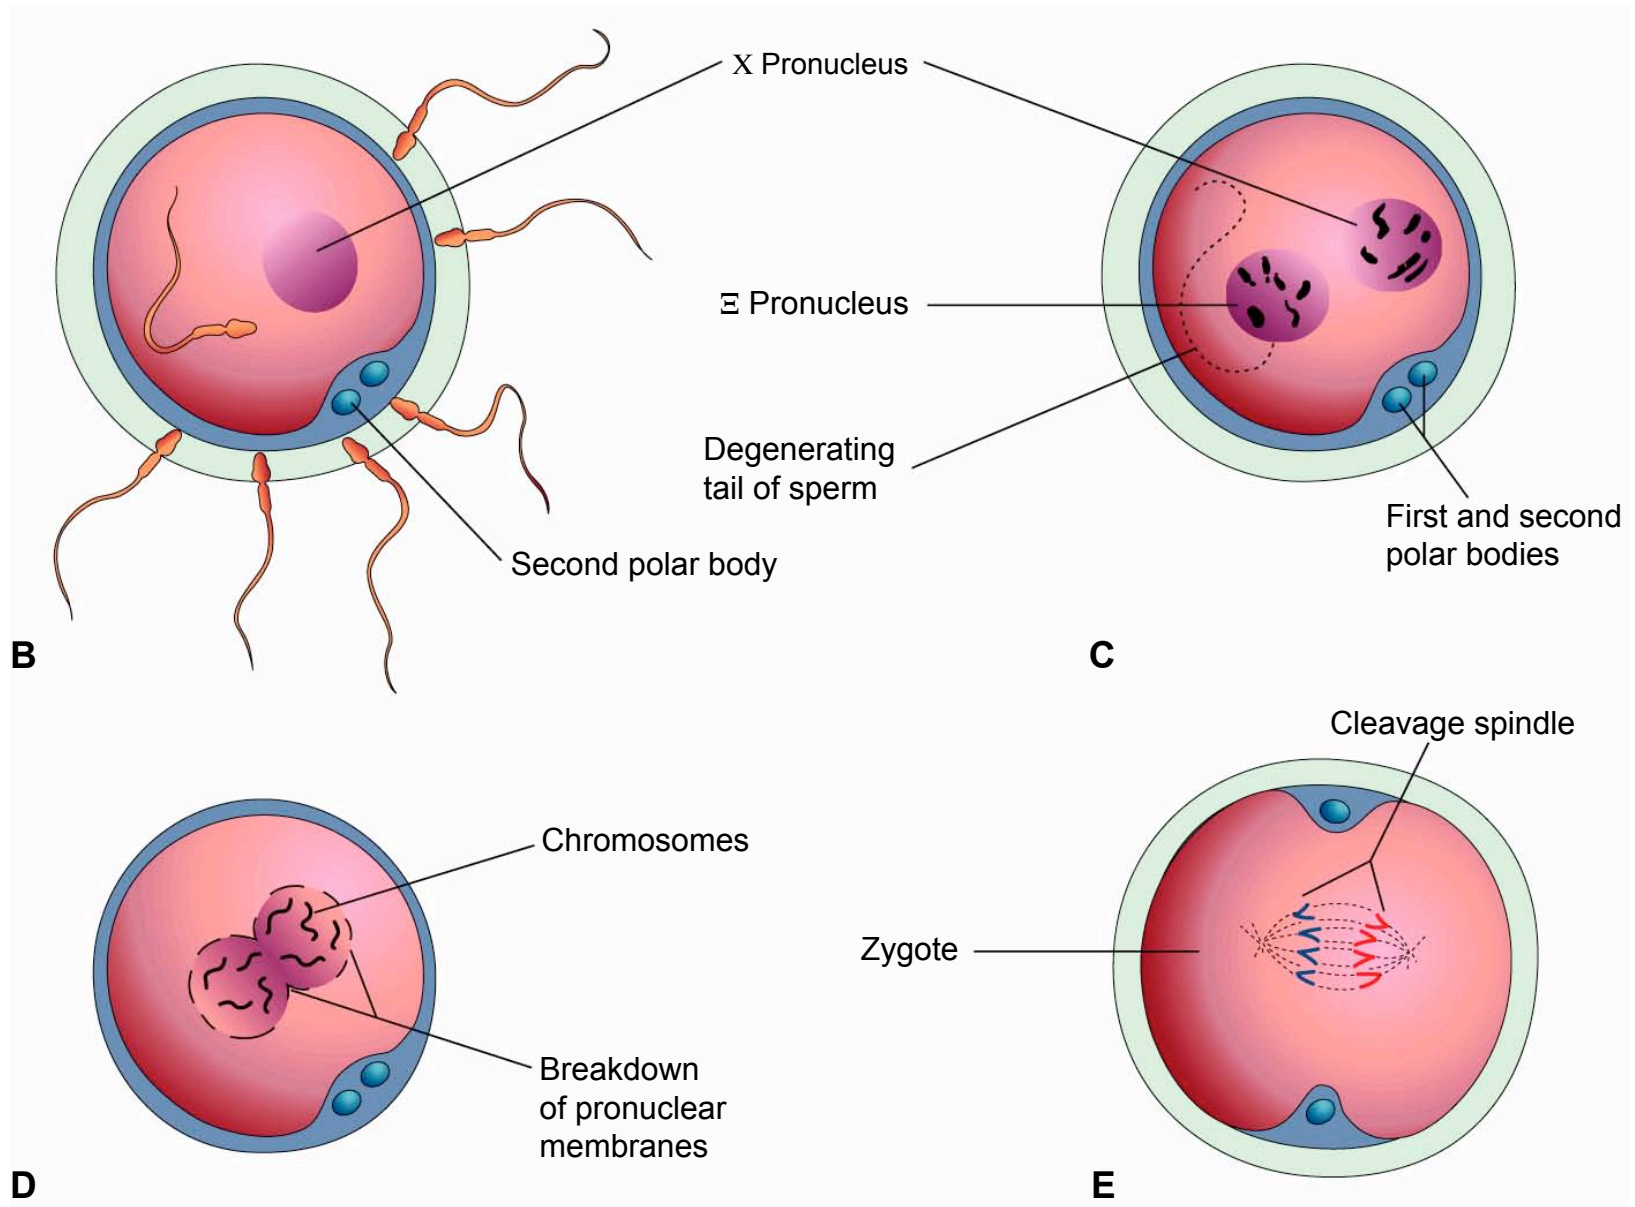 Χ Pronucleus
Ξ Pronucleus
Degenerating
tail of sperm
First and second
polar bodies
Second polar body
B
C
Cleavage spindle
Chromosomes
Zygote
Breakdown
of pronuclear
membranes
D
E